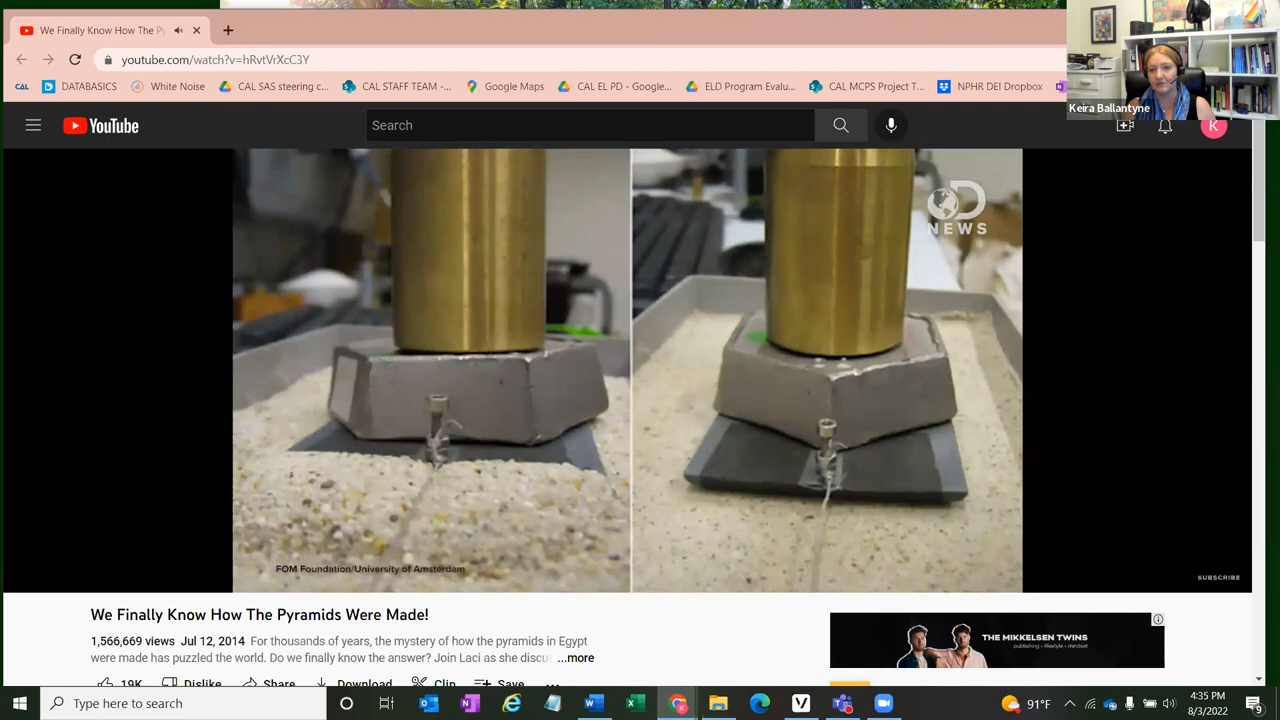 We Finally Know How The Py
youtube.com/watch?v=hRvtVrXcC3Y
CAL DATABASICS White Noise CAL SAS steering c... CAL STAFF TEAM -... Google Maps CAL EL PD - Google... ELD Program Evalu... CAL MCPS Project T... NPHR DEI Dropbox
Keira Ballantyne
YouTube
Search
K
D
NEWS
FOM Foundation/University of Amsterdam
SUBSCRIBE
We Finally Know How The Pyramids Were Made!
1,566,669 views Jul 12, 2014 For thousands of years, the mystery of how the pyramids in Egypt
were made has puzzled the world. Do we finally know the answer? Join Laci as she discu ...more
THE MIKKELSEN TWINS
publishing • lifestyle • mindset
19K Dislike Share Download Clip Save
Type here to search
91°F
4:35 PM
8/3/2022
9